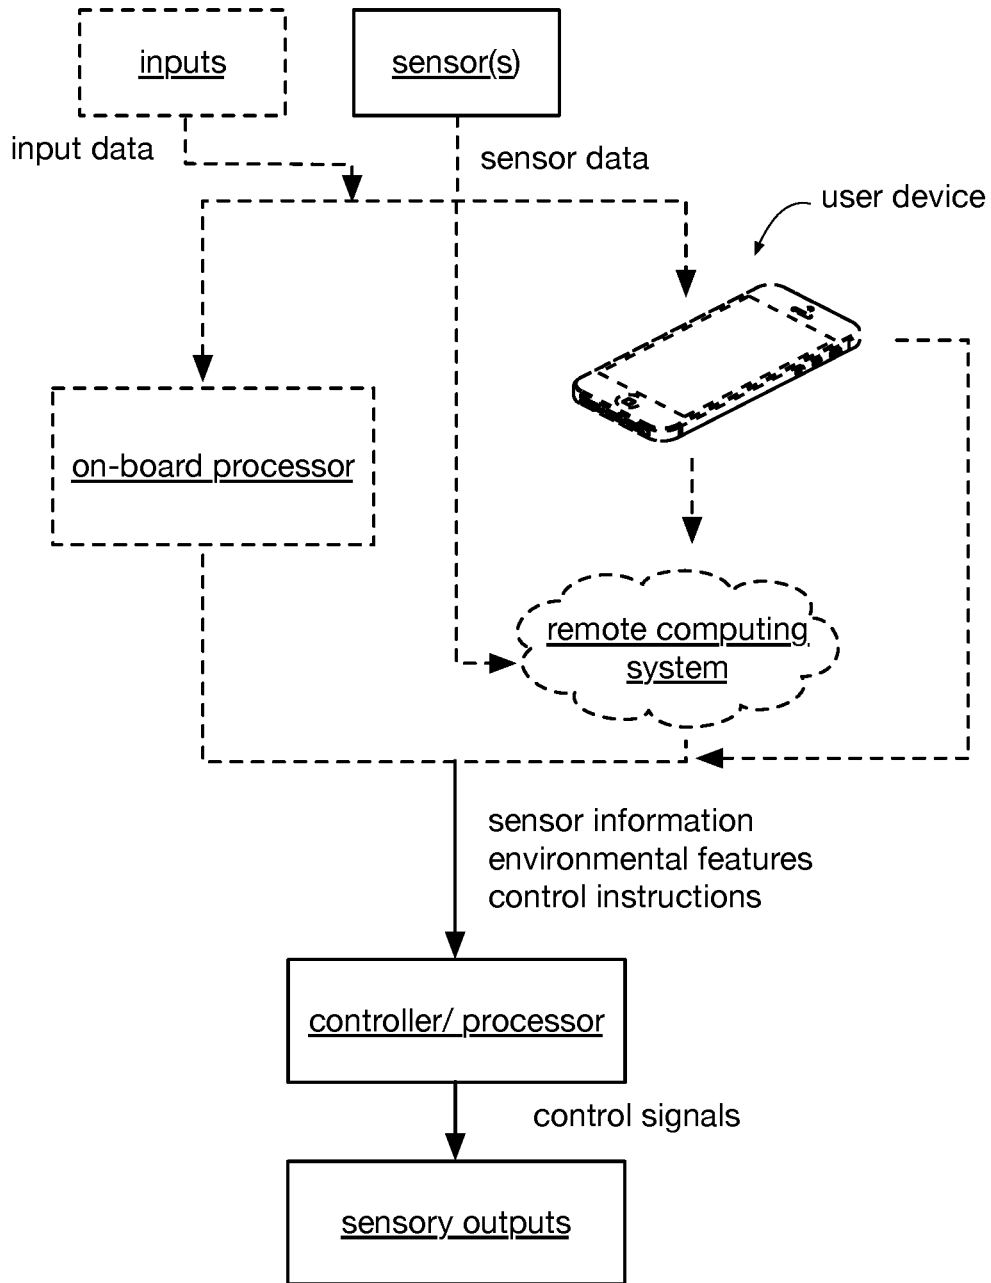 inputs
sensor(s)
input data
sensor data
user device
on-board processor
remote computing
system
sensor information
environmental features
control instructions
controller/ processor
control signals
sensory outputs